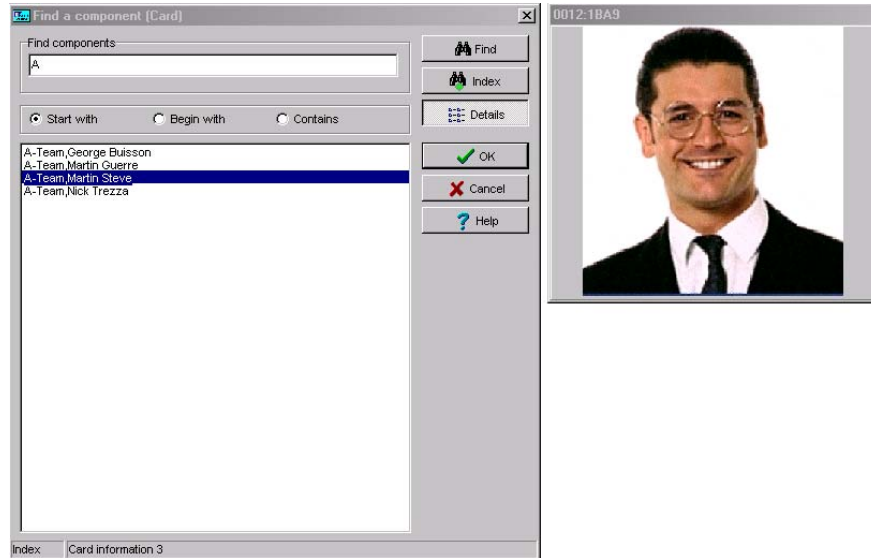 Find a component [Card]
Find components
A
Start with
Begin with
Contains
A-Team,George Buisson
A-Team,Martin Guerre
A-Team,Martin Steve
A-Team,Nick Trezza
Find
Index
Details
OK
Cancel
Help
Index
Card information 3
0012:1BA9